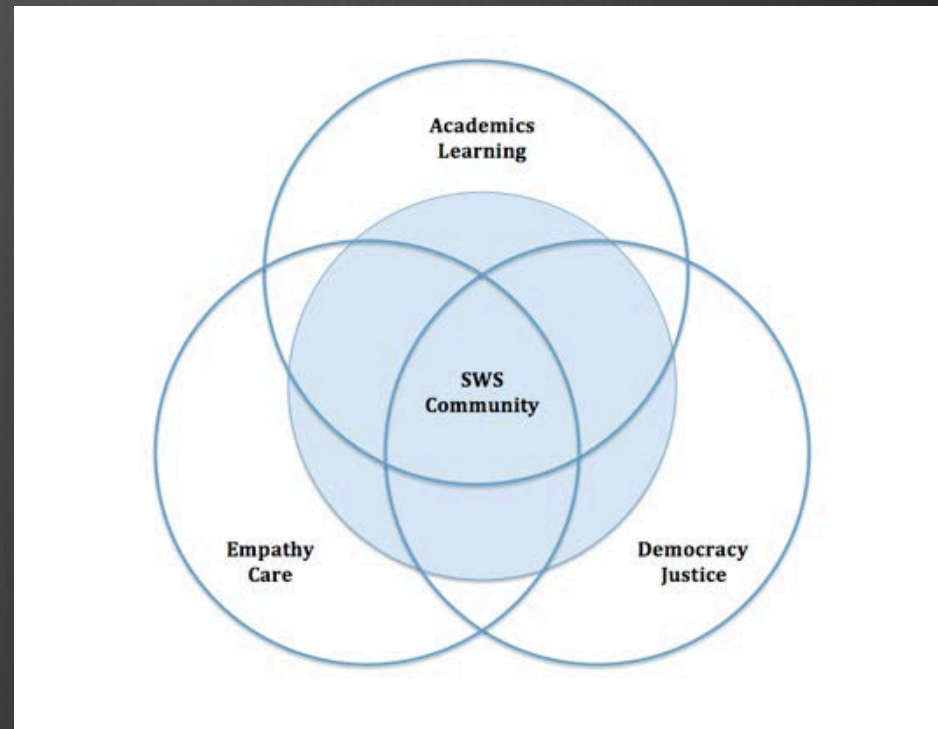 Academics
Learning
SWS
Community
Empathy
Care
Democracy
Justice